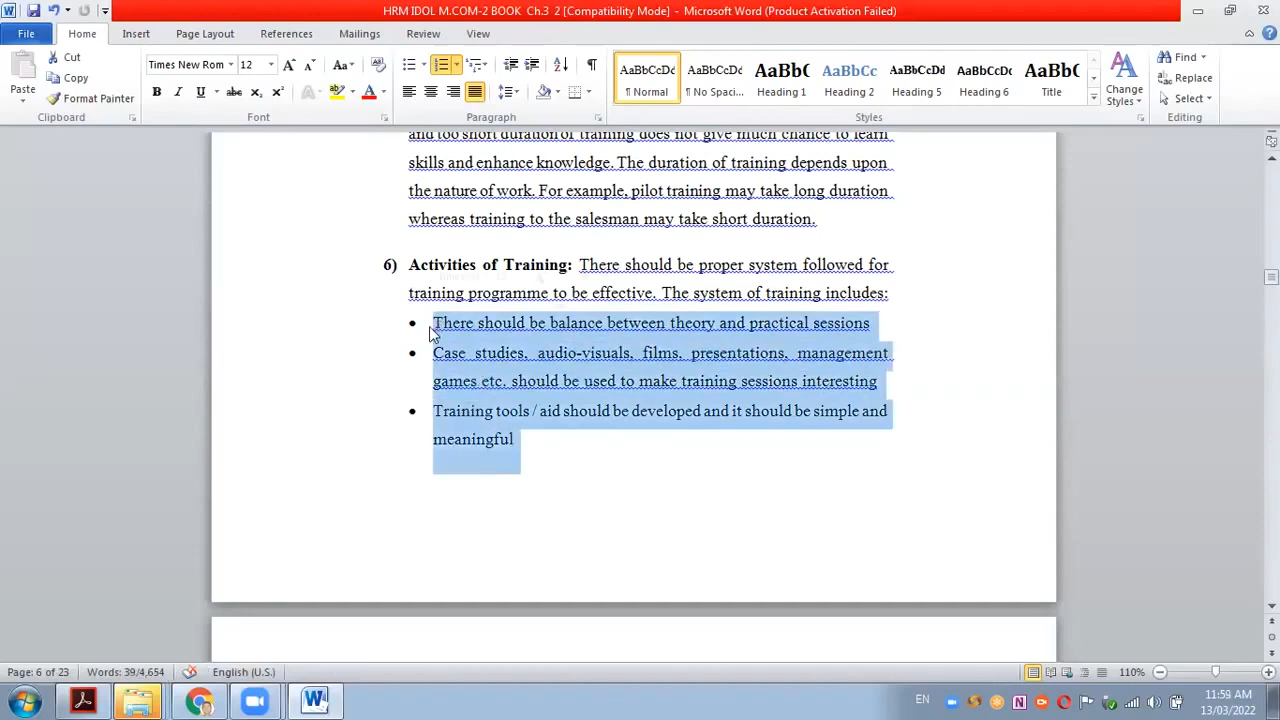 HRM IDOL M.COM-2 BOOK Ch.3 2 [Compatibility Mode] - Microsoft Word (Product Activation Failed)
File Home Insert Page Layout References Mailings Review View
Cut
Copy
Format Painter
Paste
Clipboard
Times New Rom 12
B I U abc x₂ x² A A
Font
Paragraph
AaBbCcDd AaBbCcDd AaBbC AaBbCc AaBbCcDd AaBbCcDd AaBbC
¶ Normal ¶ No Spaci... Heading 1 Heading 2 Heading 5 Heading 6 Title
Change
Styles
Styles
Find
Replace
Select
Editing
and too short duration of training does not give much chance to learn
skills and enhance knowledge. The duration of training depends upon
the nature of work. For example, pilot training may take long duration
whereas training to the salesman may take short duration.
6) Activities of Training: There should be proper system followed for
training programme to be effective. The system of training includes:
• There should be balance between theory and practical sessions
• Case studies, audio-visuals, films, presentations, management
games etc. should be used to make training sessions interesting
• Training tools / aid should be developed and it should be simple and
meaningful
Page: 6 of 23 Words: 39/4,654 English (U.S.) 110%
EN
11:59 AM
13/03/2022